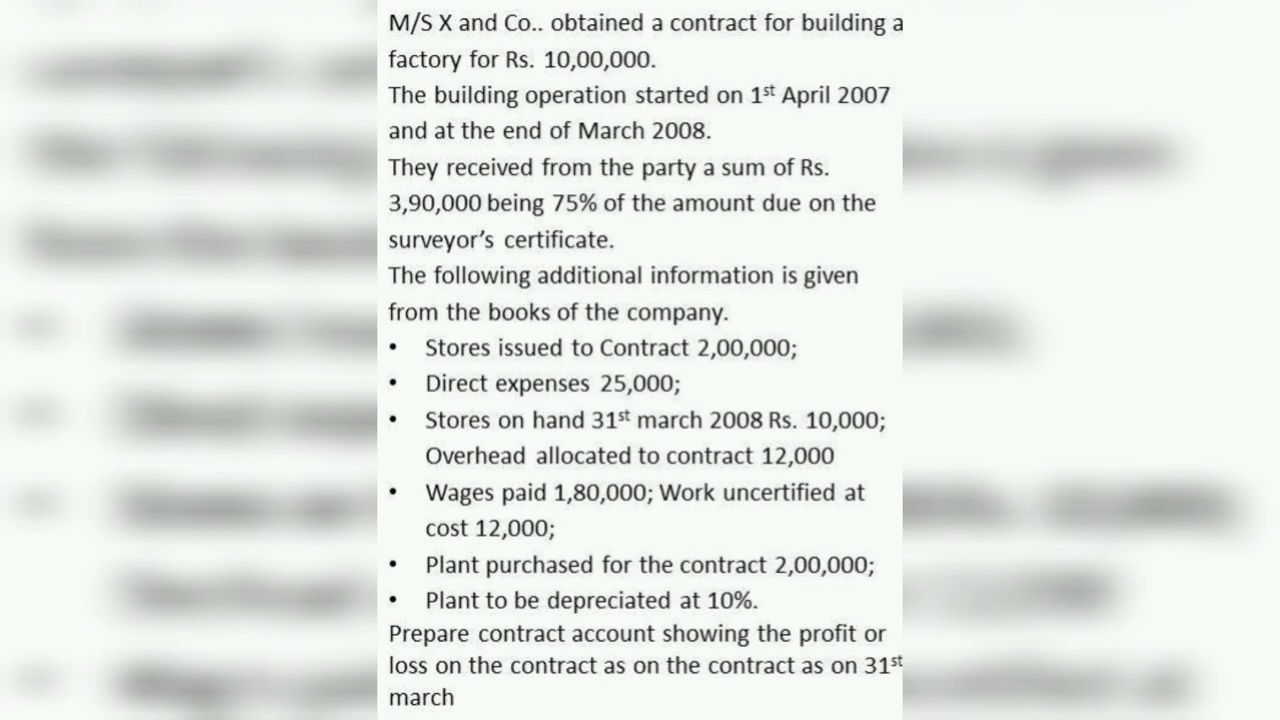 M/S X and Co.. obtained a contract for building a
factory for Rs. 10,00,000.
The building operation started on 1st April 2007
and at the end of March 2008.
They received from the party a sum of Rs.
3,90,000 being 75% of the amount due on the
surveyor’s certificate.
The following additional information is given
from the books of the company.
• Stores issued to Contract 2,00,000;
• Direct expenses 25,000;
• Stores on hand 31st march 2008 Rs. 10,000;
Overhead allocated to contract 12,000
• Wages paid 1,80,000; Work uncertified at
cost 12,000;
• Plant purchased for the contract 2,00,000;
• Plant to be depreciated at 10%.
Prepare contract account showing the profit or
loss on the contract as on the contract as on 31st
march